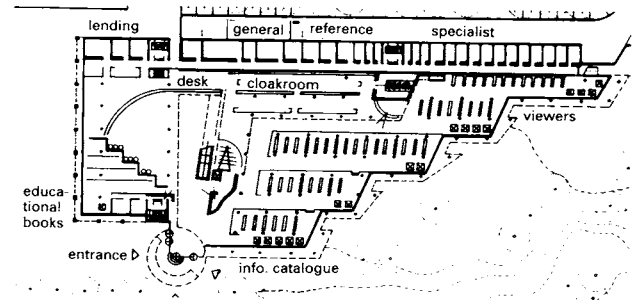 lending
general
reference
specialist
desk
cloakroom
viewers
educa-
tional
books
entrance
info. catalogue